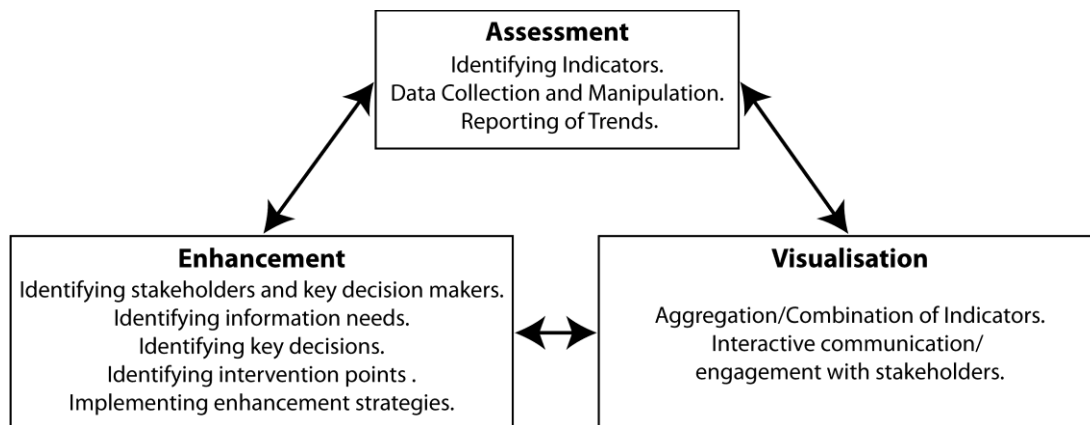 Assessment
Identifying Indicators.
Data Collection and Manipulation.
Reporting of Trends.
Enhancement
Identifying stakeholders and key decision makers.
Identifying information needs.
Identifying key decisions.
Identifying intervention points .
Implementing enhancement strategies.
Visualisation
Aggregation/Combination of Indicators.
Interactive communication/
engagement with stakeholders.